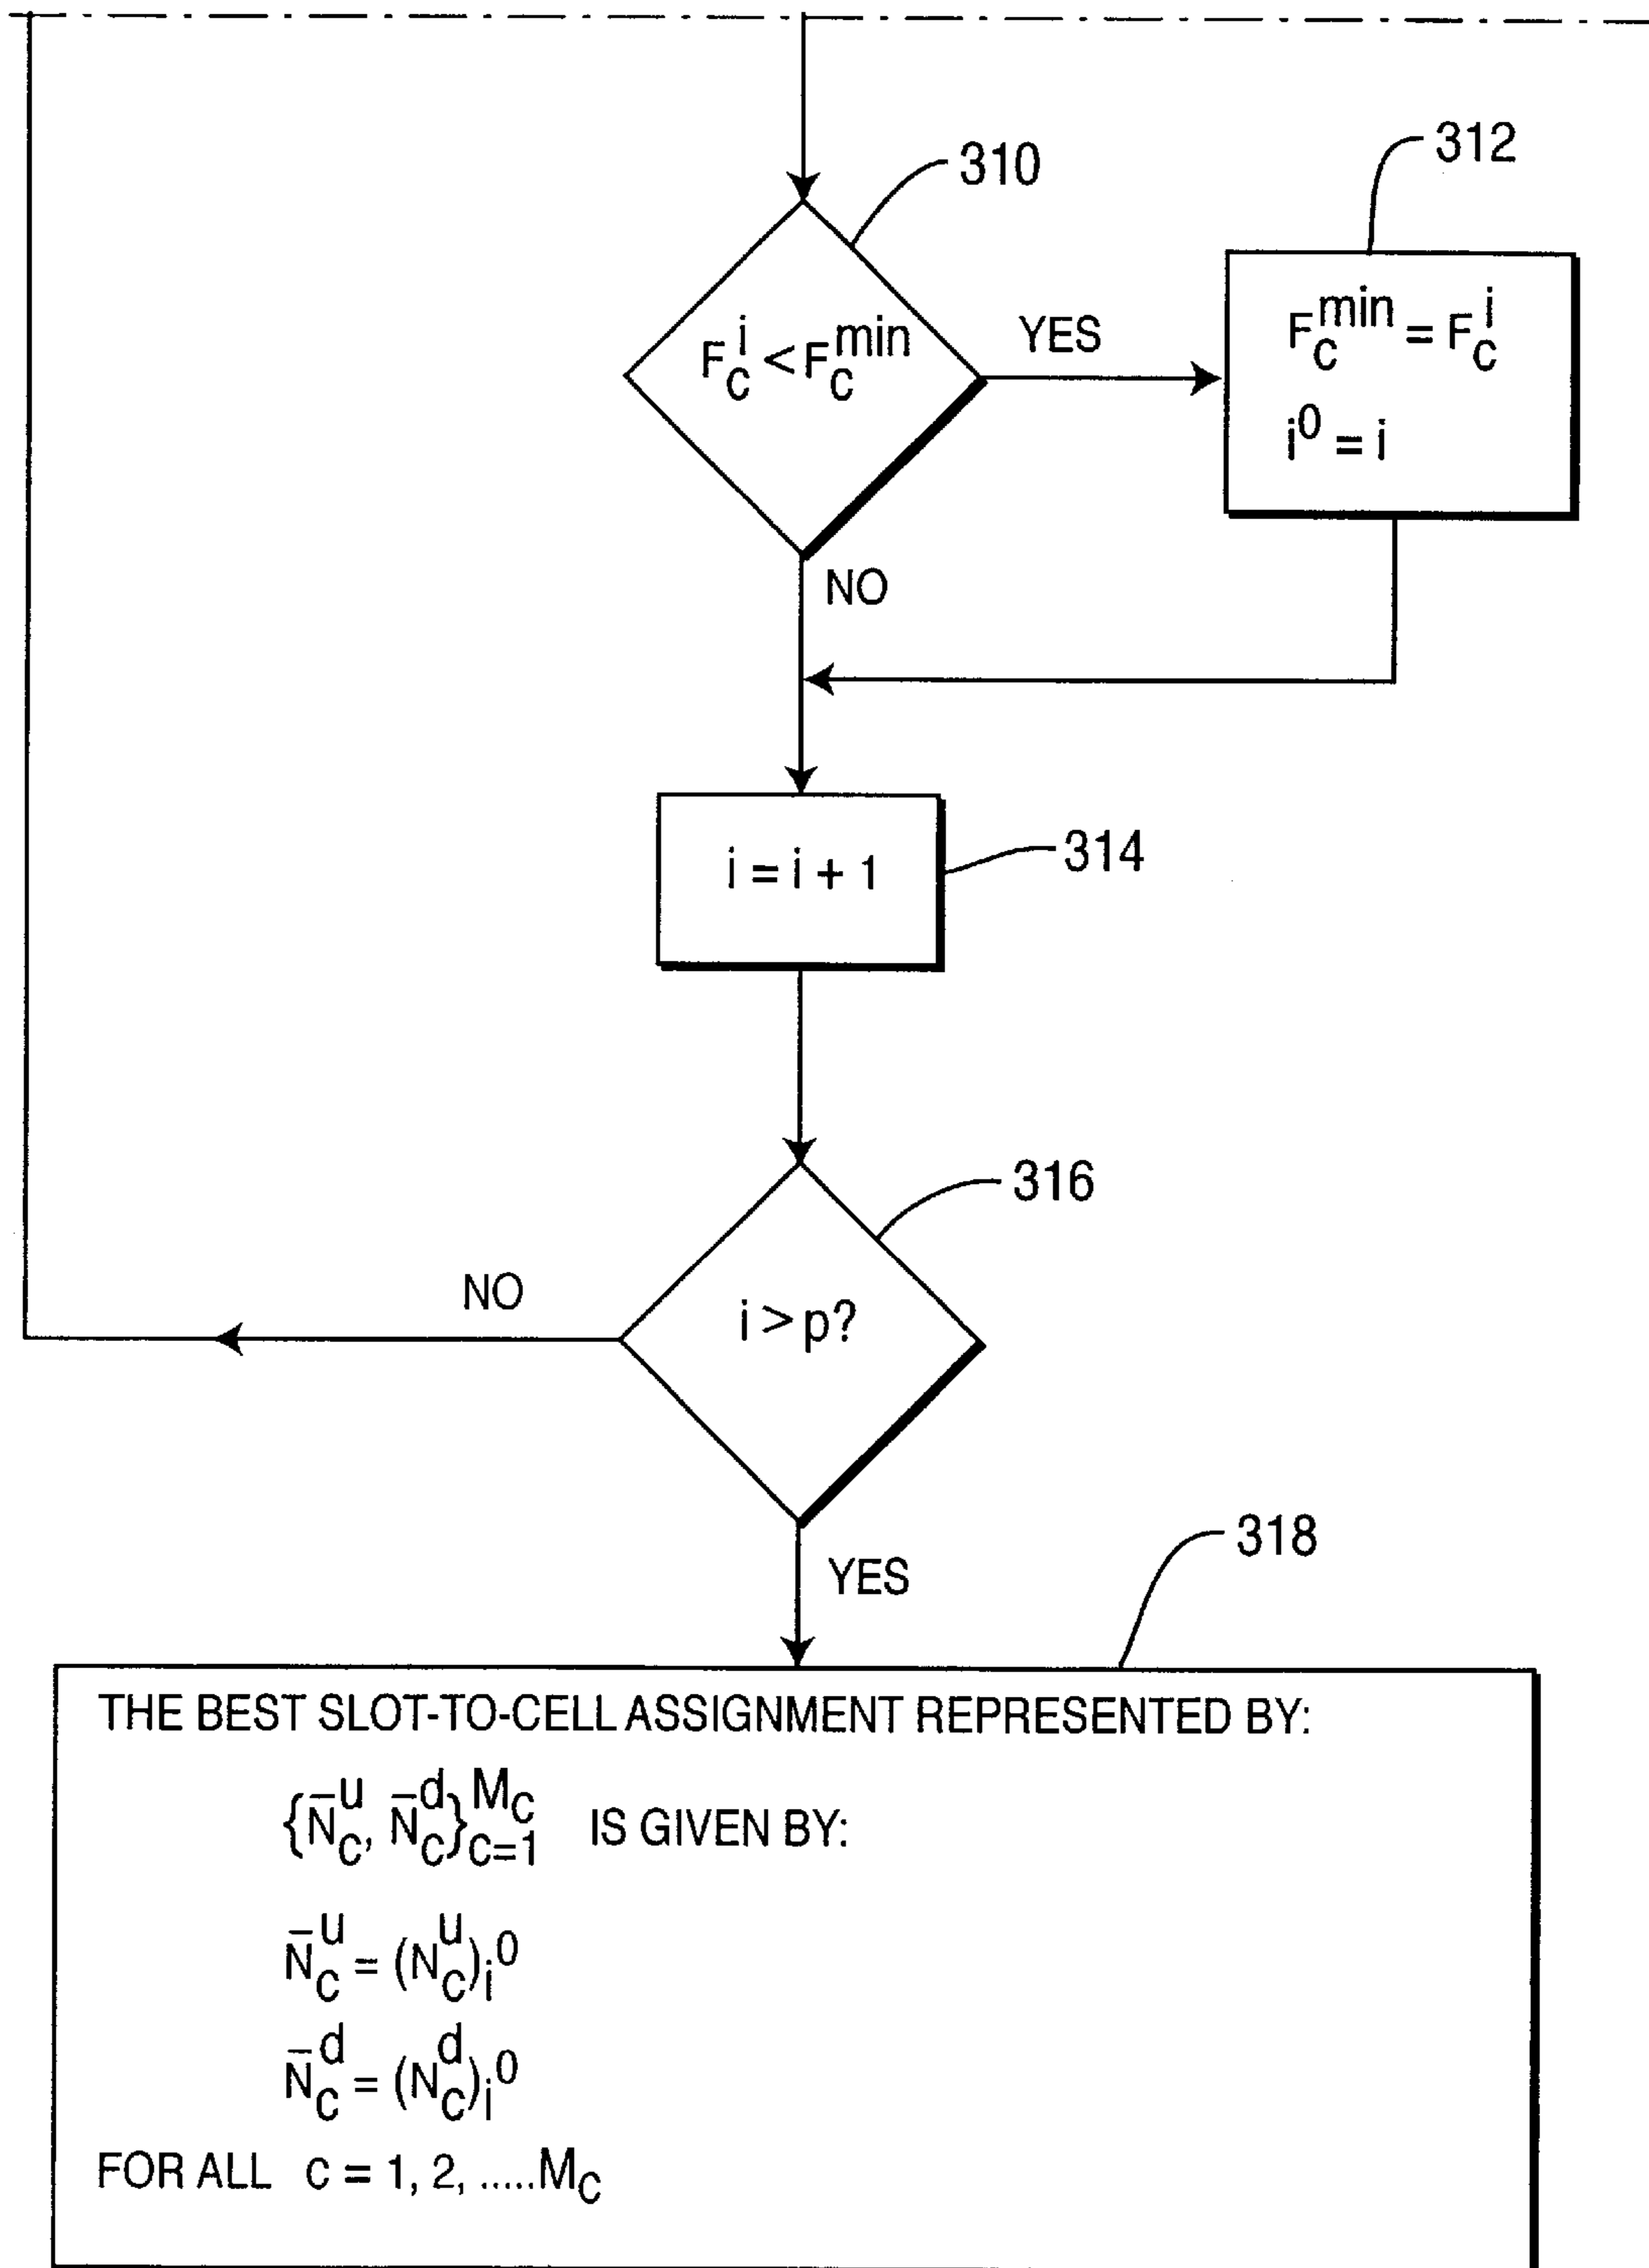 310
312
F_C^i < F_C^min
YES
F_C^min = F_C^i
i^0 = i
NO
i = i + 1
314
316
NO
i > p?
YES
318
THE BEST SLOT-TO-CELL ASSIGNMENT REPRESENTED BY:
{N̄_C^u, N̄_C^d}_{C=1}^{M_C} IS GIVEN BY:
N̄_C^u = (N_C^u)_{i^0}
N̄_C^d = (N_C^d)_{i^0}
FOR ALL C = 1, 2, .....M_C